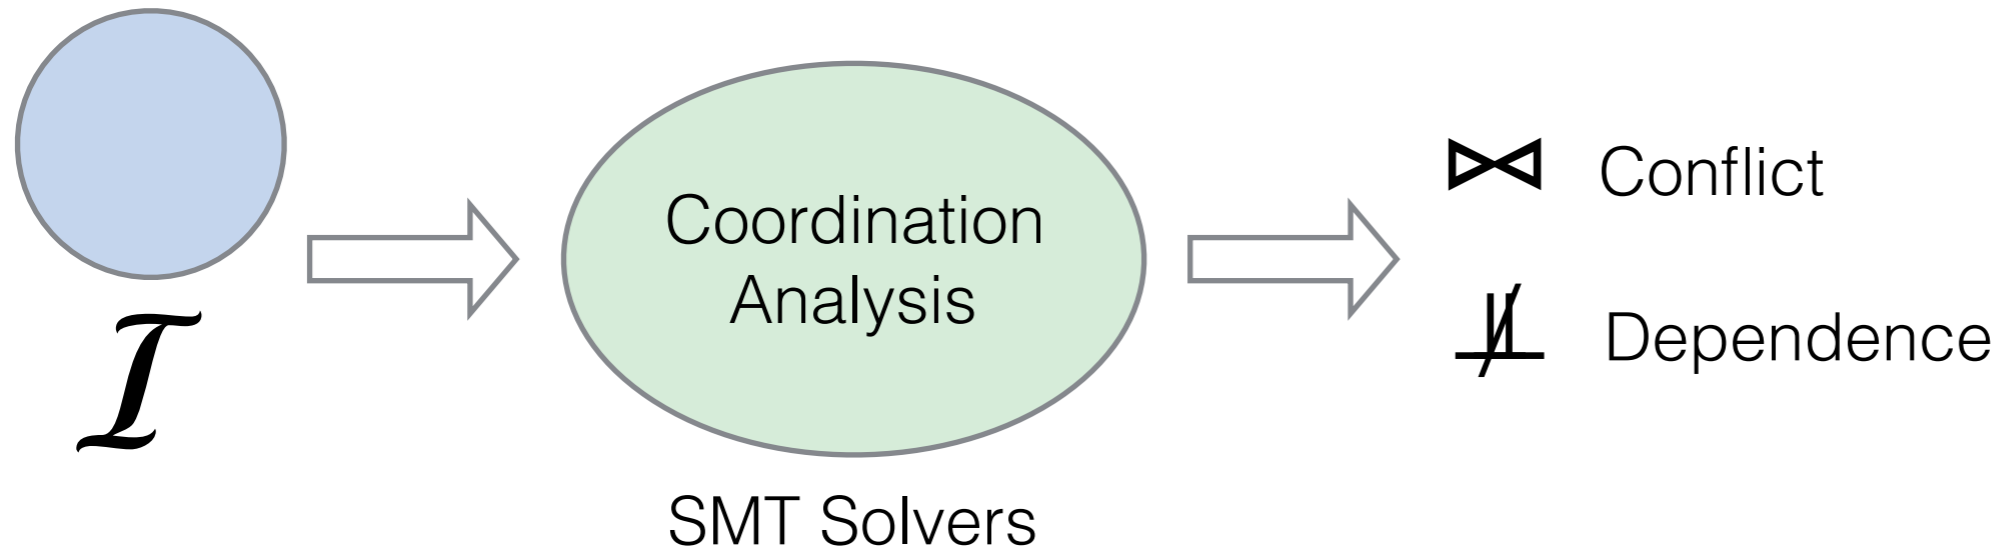 ℐ
Coordination
Analysis
SMT Solvers
⋈ Conflict
⫫̸ Dependence